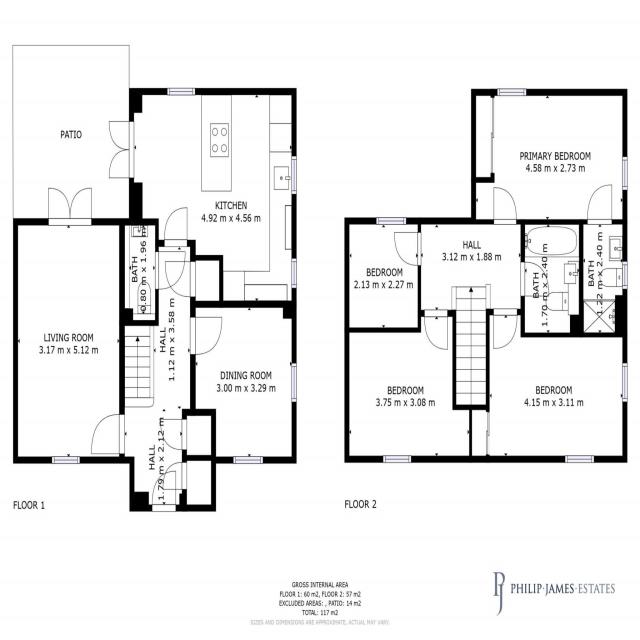 PATIO
KITCHEN
4.92 m x 4.56 m
BATH
0.80 m x 1.96 m
HALL
1.12 m x 3.58 m
LIVING ROOM
3.17 m x 5.12 m
DINING ROOM
3.00 m x 3.29 m
HALL
1.79 m x 2.12 m
FLOOR 1
PRIMARY BEDROOM
4.58 m x 2.73 m
HALL
3.12 m x 1.88 m
BEDROOM
2.13 m x 2.27 m
BATH
1.70 m x 2.40 m
BATH
1.22 m x 2.40 m
BEDROOM
3.75 m x 3.08 m
BEDROOM
4.15 m x 3.11 m
FLOOR 2
GROSS INTERNAL AREA
FLOOR 1: 60 m2, FLOOR 2: 57 m2
EXCLUDED AREAS: , PATIO: 14 m2
TOTAL: 117 m2
SIZES AND DIMENSIONS ARE APPROXIMATE, ACTUAL MAY VARY.
PJ PHILIP·JAMES·ESTATES